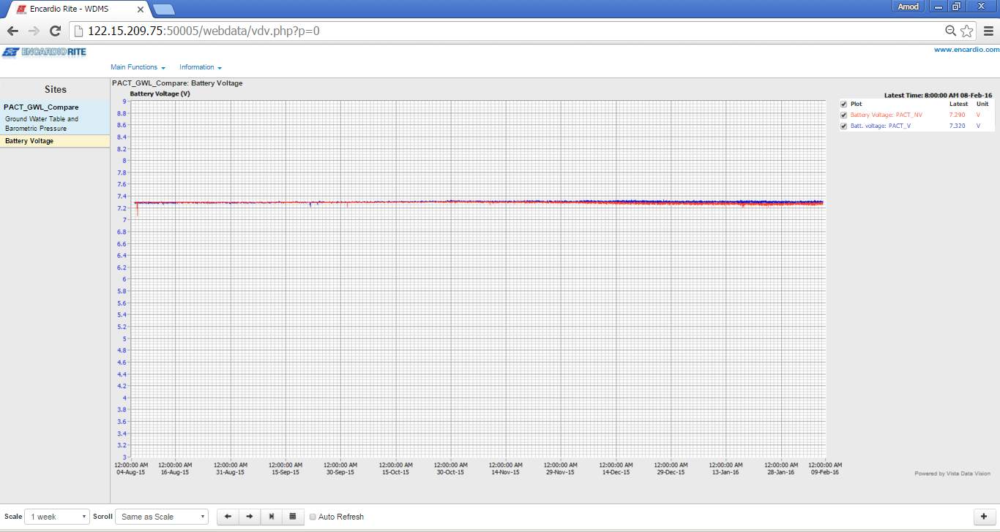 Encardio Rite - WDMS
Amod
122.15.209.75:50005/webdata/vdv.php?p=0
ENCARDIO RITE
www.encardio.com
Main Functions
Information
Sites
PACT_GWL_Compare
Ground Water Table and
Barometric Pressure
Battery Voltage
PACT_GWL_Compare: Battery Voltage
Battery Voltage (V)
Latest Time: 8:00:00 AM 08-Feb-16
Plot Latest Unit
Battery Voltage: PACT_NV 7.290 V
Batt. voltage: PACT_V 7.320 V
9
8.8
8.6
8.4
8.2
8
7.8
7.6
7.4
7.2
7
6.8
6.6
6.4
6.2
6
5.8
5.6
5.4
5.2
5
4.8
4.6
4.4
4.2
4
3.8
3.6
3.4
3.2
3
12:00:00 AM 12:00:00 AM 12:00:00 AM 12:00:00 AM 12:00:00 AM 12:00:00 AM 12:00:00 AM 12:00:00 AM 12:00:00 AM 12:00:00 AM 12:00:00 AM 12:00:00 AM 12:00:00 AM 12:00:00 AM
04-Aug-15 16-Aug-15 31-Aug-15 15-Sep-15 30-Sep-15 15-Oct-15 30-Oct-15 14-Nov-15 29-Nov-15 14-Dec-15 29-Dec-15 13-Jan-16 28-Jan-16 09-Feb-16
Powered by Vista Data Vision
Scale 1 week Scroll Same as Scale Auto Refresh